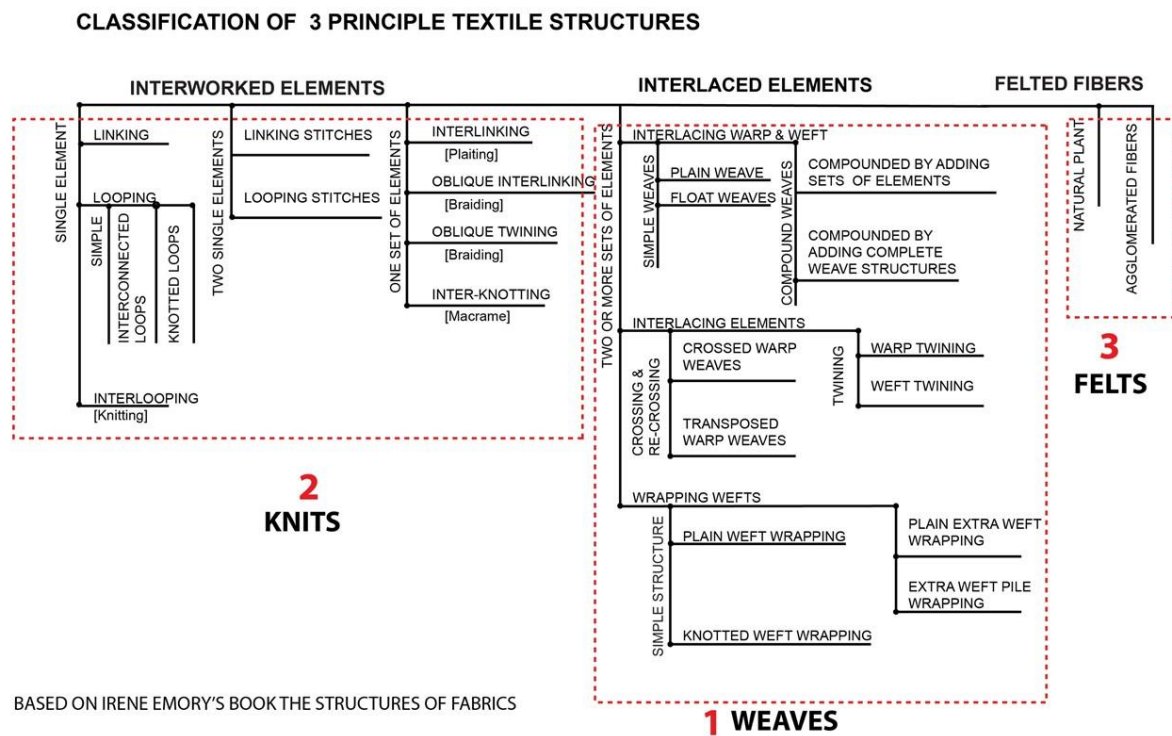 CLASSIFICATION OF 3 PRINCIPLE TEXTILE STRUCTURES
INTERWORKED ELEMENTS
INTERLACED ELEMENTS
FELTED FIBERS
SINGLE ELEMENT
LINKING
LOOPING
SIMPLE
INTERCONNECTED
LOOPS
KNOTTED LOOPS
INTERLOOPING
[Knitting]
TWO SINGLE ELEMENTS
LINKING STITCHES
LOOPING STITCHES
ONE SET OF ELEMENTS
INTERLINKING
[Plaiting]
OBLIQUE INTERLINKING
[Braiding]
OBLIQUE TWINING
[Braiding]
INTER-KNOTTING
[Macrame]
2
KNITS
TWO OR MORE SETS OF ELEMENTS
INTERLACING WARP & WEFT
SIMPLE WEAVES
PLAIN WEAVE
FLOAT WEAVES
COMPOUND WEAVES
COMPOUNDED BY ADDING
SETS OF ELEMENTS
COMPOUNDED BY
ADDING COMPLETE
WEAVE STRUCTURES
INTERLACING ELEMENTS
CROSSING &
RE-CROSSING
CROSSED WARP
WEAVES
TRANSPOSED
WARP WEAVES
TWINING
WARP TWINING
WEFT TWINING
WRAPPING WEFTS
SIMPLE STRUCTURE
PLAIN WEFT WRAPPING
KNOTTED WEFT WRAPPING
PLAIN EXTRA WEFT
WRAPPING
EXTRA WEFT PILE
WRAPPING
1 WEAVES
NATURAL PLANT
AGGLOMERATED FIBERS
3
FELTS
BASED ON IRENE EMORY'S BOOK THE STRUCTURES OF FABRICS